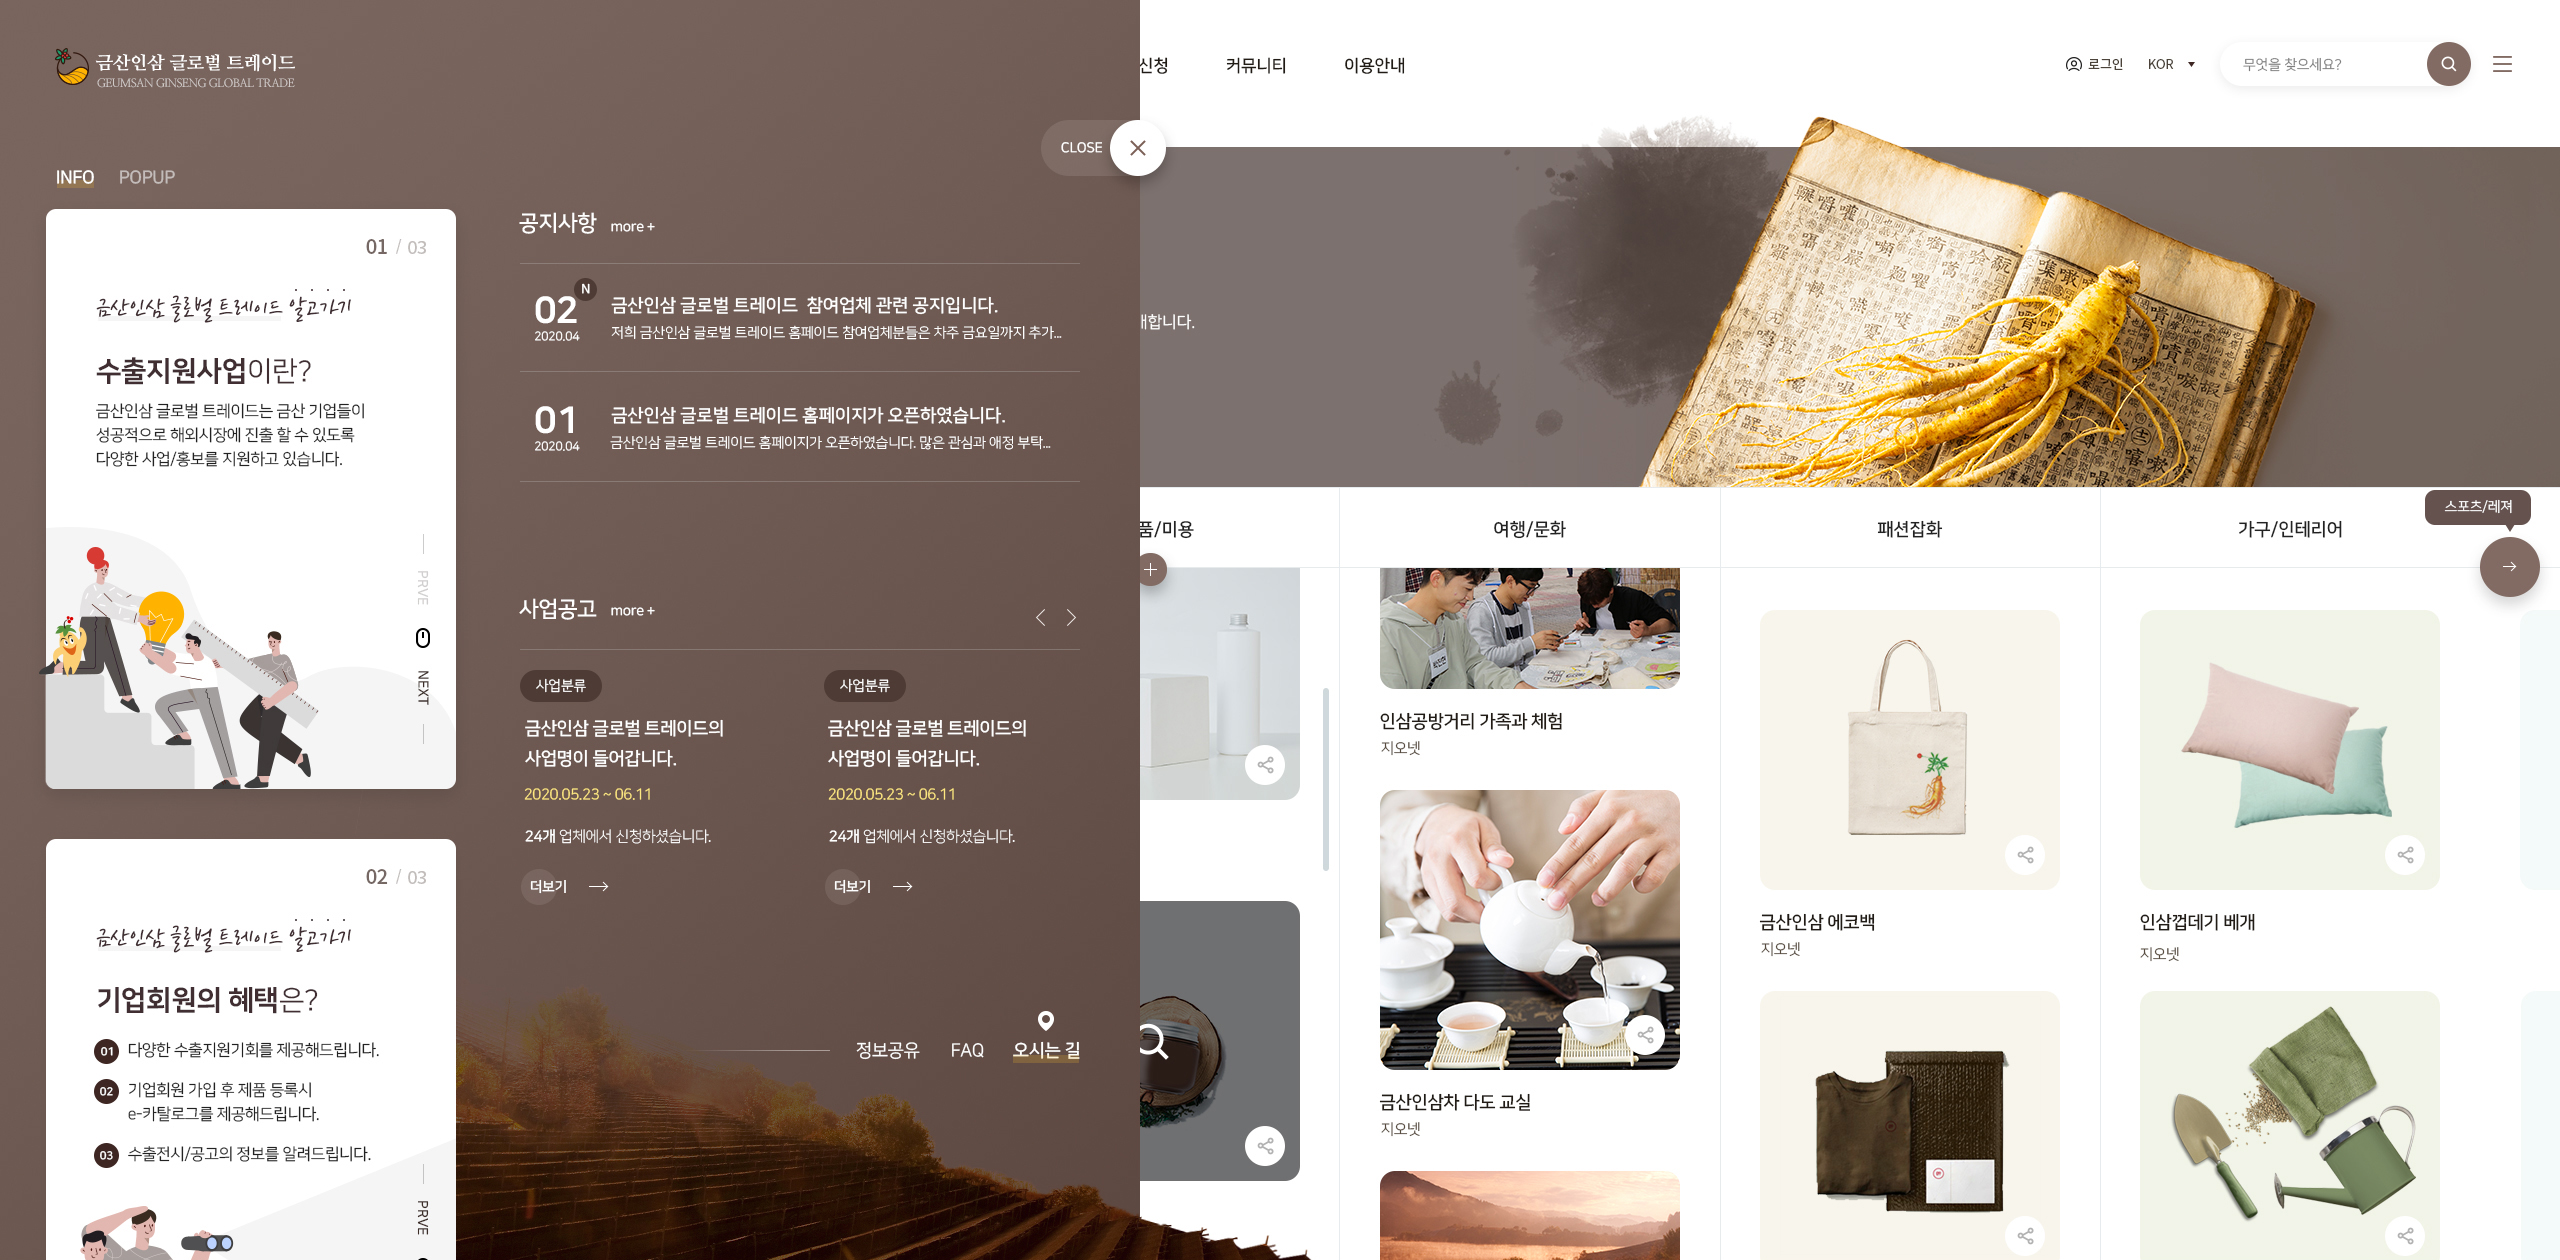 금산인삼 글로벌 트레이드
GEUMSAN GINSENG GLOBAL TRADE
신청
커뮤니티
이용안내
로그인
KOR
무엇을 찾으세요?
CLOSE
INFO
POPUP
01 / 03
금산인삼 글로벌 트레이드 알고가기
수출지원사업이란?
금산인삼 글로벌 트레이드는 금산 기업들이
성공적으로 해외시장에 진출 할 수 있도록
다양한 사업/홍보를 지원하고 있습니다.
PRVE
NEXT
02 / 03
금산인삼 글로벌 트레이드 알고가기
기업회원의 혜택은?
01 다양한 수출지원기회를 제공해드립니다.
02 기업회원 가입 후 제품 등록시
e-카탈로그를 제공해드립니다.
03 수출전시/공고의 정보를 알려드립니다.
PRVE
공지사항
more +
02
N
2020.04
금산인삼 글로벌 트레이드 참여업체 관련 공지입니다.
저희 금산인삼 글로벌 트레이드 홈페이드 참여업체분들은 차주 금요일까지 추가...
01
2020.04
금산인삼 글로벌 트레이드 홈페이지가 오픈하였습니다.
금산인삼 글로벌 트레이드 홈페이지가 오픈하였습니다. 많은 관심과 애정 부탁...
사업공고
more +
사업분류
금산인삼 글로벌 트레이드의
사업명이 들어갑니다.
2020.05.23 ~ 06.11
24개 업체에서 신청하셨습니다.
더보기
사업분류
금산인삼 글로벌 트레이드의
사업명이 들어갑니다.
2020.05.23 ~ 06.11
24개 업체에서 신청하셨습니다.
더보기
정보공유
FAQ
오시는 길
합니다.
품/미용
여행/문화
패션잡화
가구/인테리어
스포츠/레져
인삼공방거리 가족과 체험
지오넷
금산인삼차 다도 교실
지오넷
금산인삼 에코백
지오넷
인삼껍데기 베개
지오넷